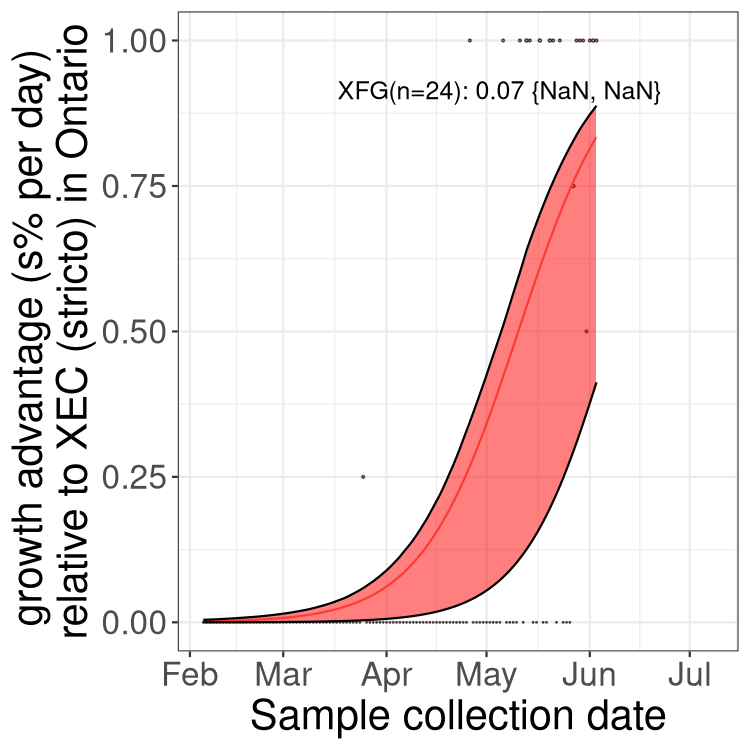 growth advantage (s% per day)
relative to XEC (stricto) in Ontario
1.00
0.75
0.50
0.25
0.00
XFG(n=24): 0.07 {NaN, NaN}
Feb Mar Apr May Jun Jul
Sample collection date